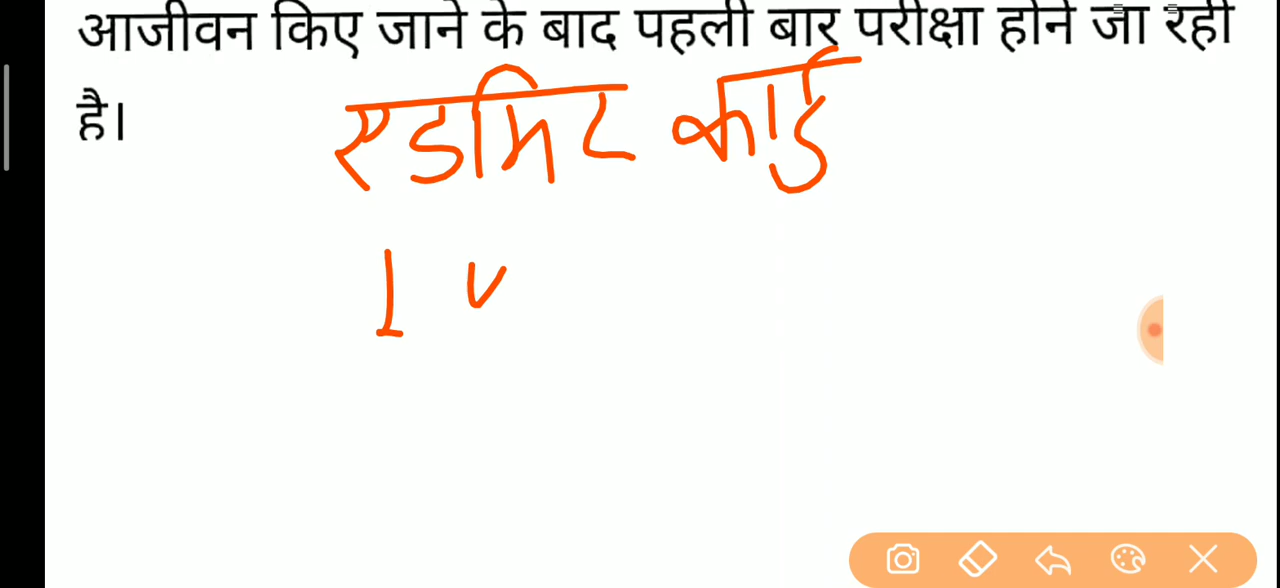 आजीवन किए जाने के बाद पहली बार परीक्षा होने जा रही
है।
एडमिट कार्ड